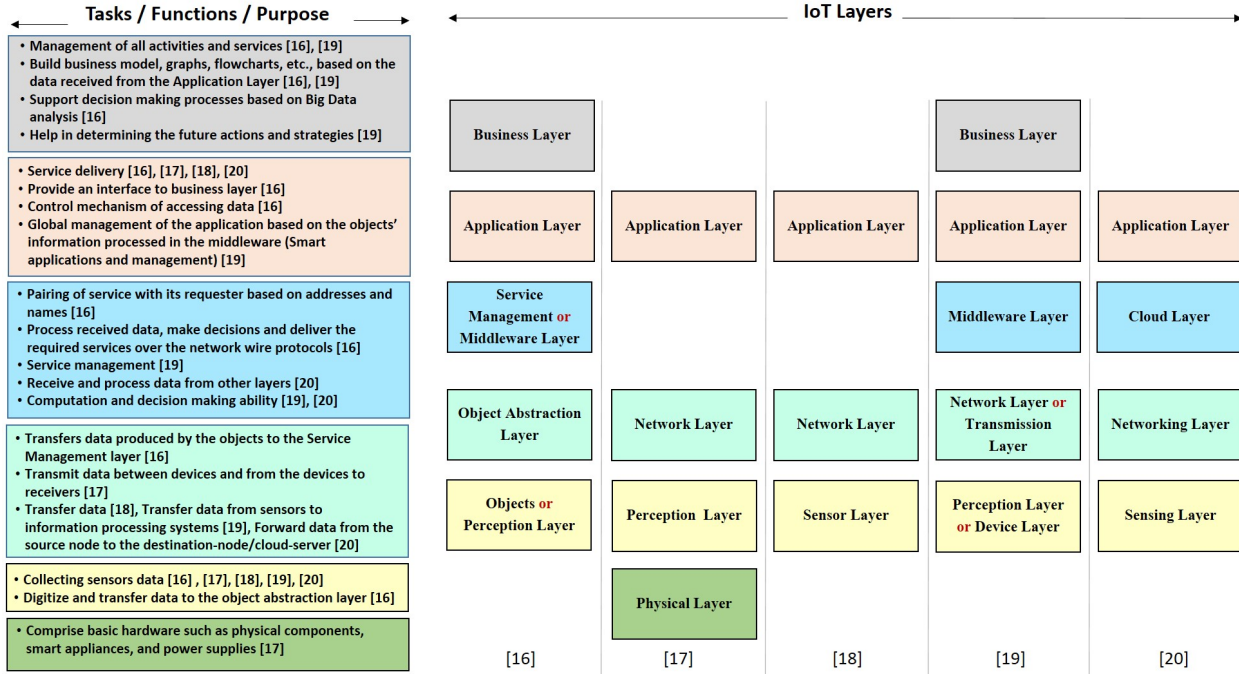 Tasks / Functions / Purpose
IoT Layers
• Management of all activities and services [16], [19]
• Build business model, graphs, flowcharts, etc., based on the
data received from the Application Layer [16], [19]
• Support decision making processes based on Big Data
analysis [16]
• Help in determining the future actions and strategies [19]
Business Layer
Business Layer
• Service delivery [16], [17], [18], [20]
• Provide an interface to business layer [16]
• Control mechanism of accessing data [16]
• Global management of the application based on the objects’
information processed in the middleware (Smart
applications and management) [19]
Application Layer
Application Layer
Application Layer
Application Layer
Application Layer
• Pairing of service with its requester based on addresses and
names [16]
• Process received data, make decisions and deliver the
required services over the network wire protocols [16]
• Service management [19]
• Receive and process data from other layers [20]
• Computation and decision making ability [19], [20]
Service
Management or
Middleware Layer
Middleware Layer
Cloud Layer
• Transfers data produced by the objects to the Service
Management layer [16]
• Transmit data between devices and from the devices to
receivers [17]
• Transfer data [18], Transfer data from sensors to
information processing systems [19], Forward data from the
source node to the destination-node/cloud-server [20]
Object Abstraction
Layer
Network Layer
Network Layer
Network Layer or
Transmission
Layer
Networking Layer
• Collecting sensors data [16] , [17], [18], [19], [20]
• Digitize and transfer data to the object abstraction layer [16]
Objects or
Perception Layer
Perception Layer
Sensor Layer
Perception Layer
or Device Layer
Sensing Layer
• Comprise basic hardware such as physical components,
smart appliances, and power supplies [17]
Physical Layer
[16]
[17]
[18]
[19]
[20]